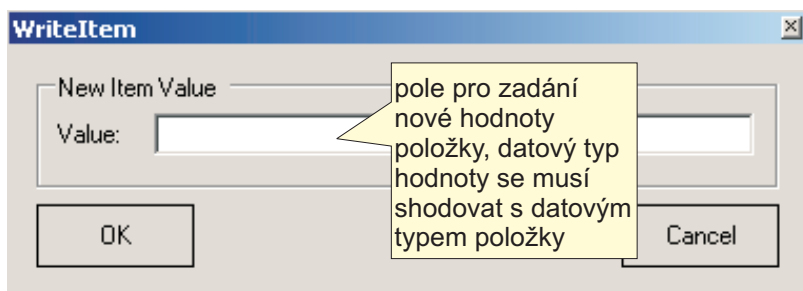 WriteItem
New Item Value
Value:
pole pro zadání
nové hodnoty
položky, datový typ
hodnoty se musí
shodovat s datovým
typem položky
OK
Cancel